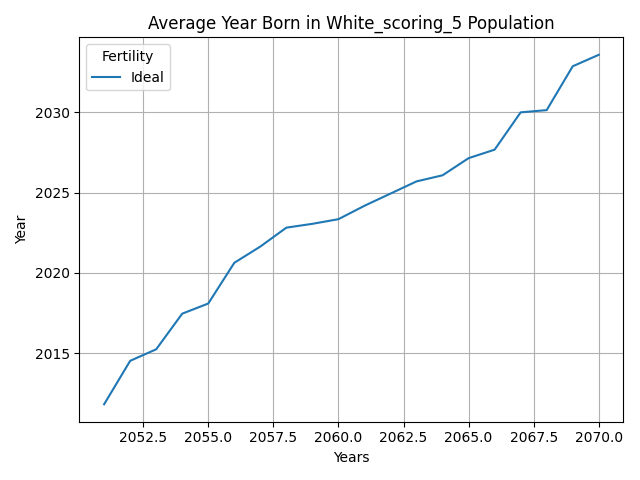 Average Year Born in White_scoring_5 Population
Fertility
Ideal
2030
2025
2020
2015
Year
2052.5 2055.0 2057.5 2060.0 2062.5 2065.0 2067.5 2070.0
Years